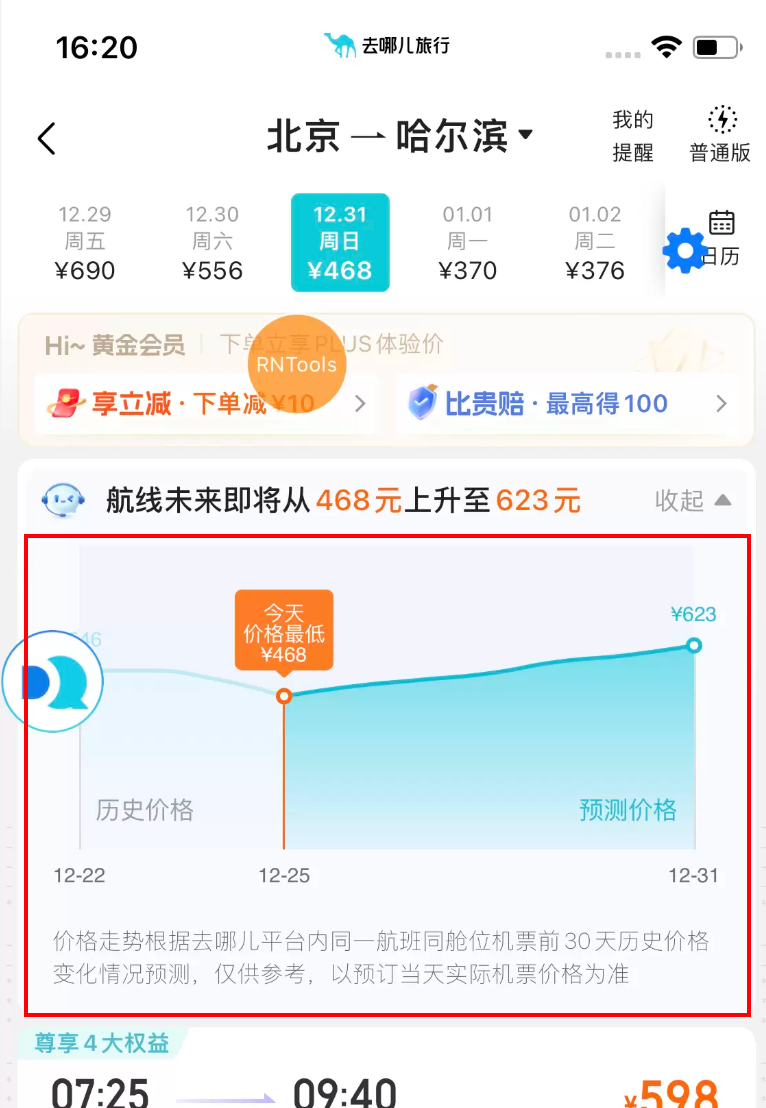 16:20
去哪儿旅行
北京
哈尔滨
我的
提醒
普通版
12.29
周五
¥690
12.30
周六
¥556
12.31
周日
¥468
01.01
周一
¥370
01.02
周二
¥376
日历
Hi~ 黄金会员
下单立享PLUS体验价
RNTools
享立减·下单减¥10
比贵赔·最高得100
航线未来即将从468元上升至623元
收起
今天
价格最低
¥468
¥623
历史价格
预测价格
12-22
12-25
12-31
价格走势根据去哪儿平台内同一航班同舱位机票前30天历史价格
变化情况预测，仅供参考，以预订当天实际机票价格为准
尊享4大权益
07:25
09:40
¥598